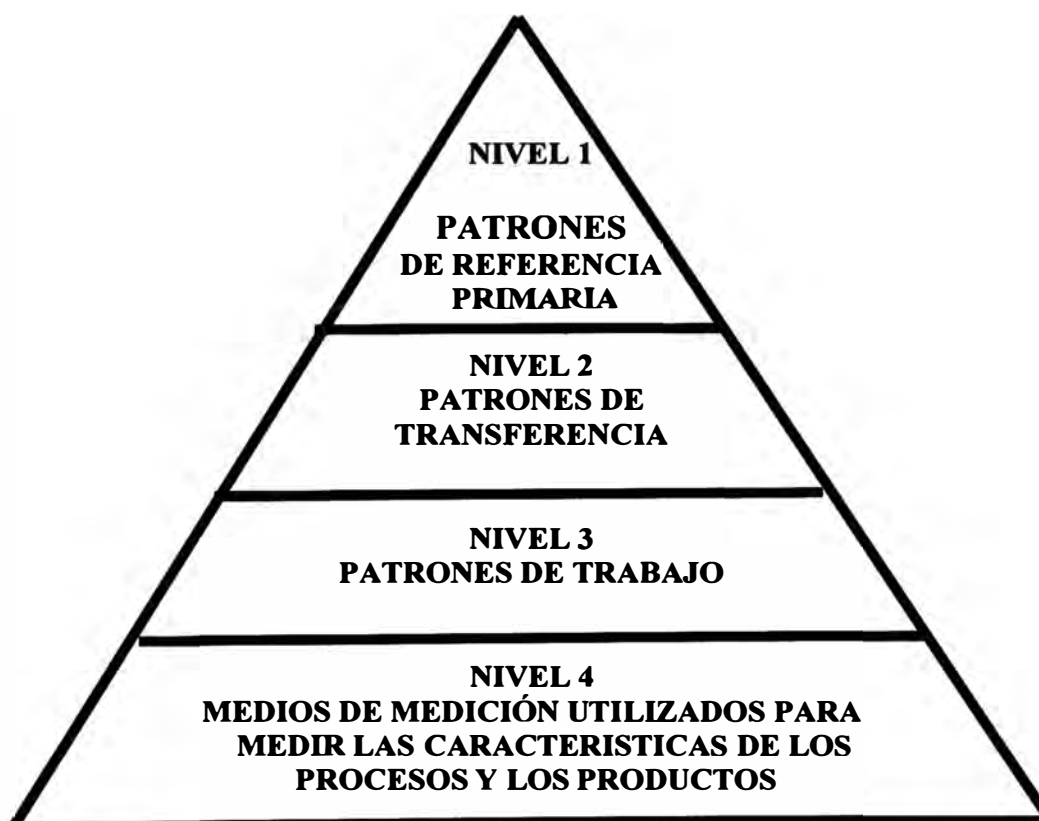 NIVEL 1
PATRONES
DE REFERENCIA
PRIMARIA
NIVEL 2
PATRONES DE
TRANSFERENCIA
NIVEL 3
PATRONES DE TRABAJO
NIVEL 4
MEDIOS DE MEDICIÓN UTILIZADOS PARA
MEDIR LAS CARACTERISTICAS DE LOS
PROCESOS Y LOS PRODUCTOS